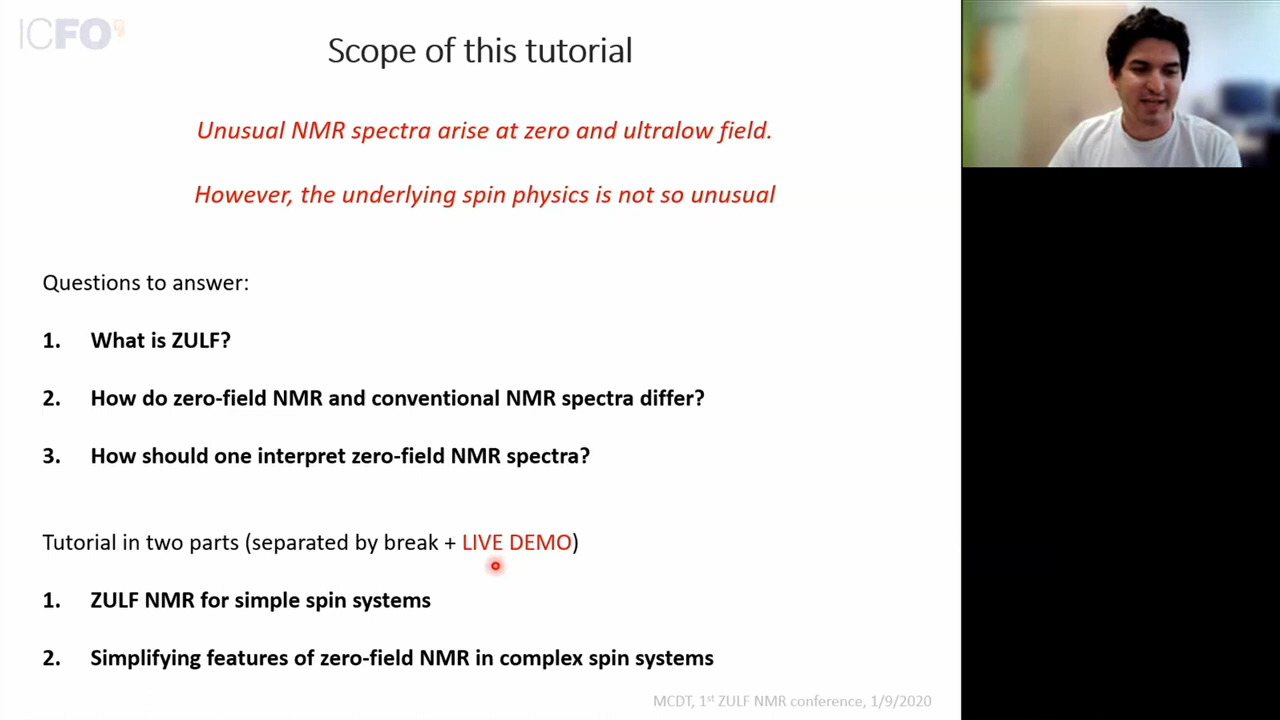 ICFO
Scope of this tutorial
Unusual NMR spectra arise at zero and ultralow field.
However, the underlying spin physics is not so unusual
Questions to answer:
1. What is ZULF?
2. How do zero-field NMR and conventional NMR spectra differ?
3. How should one interpret zero-field NMR spectra?
Tutorial in two parts (separated by break + LIVE DEMO)
1. ZULF NMR for simple spin systems
2. Simplifying features of zero-field NMR in complex spin systems
MCDT, 1st ZULF NMR conference, 1/9/2020